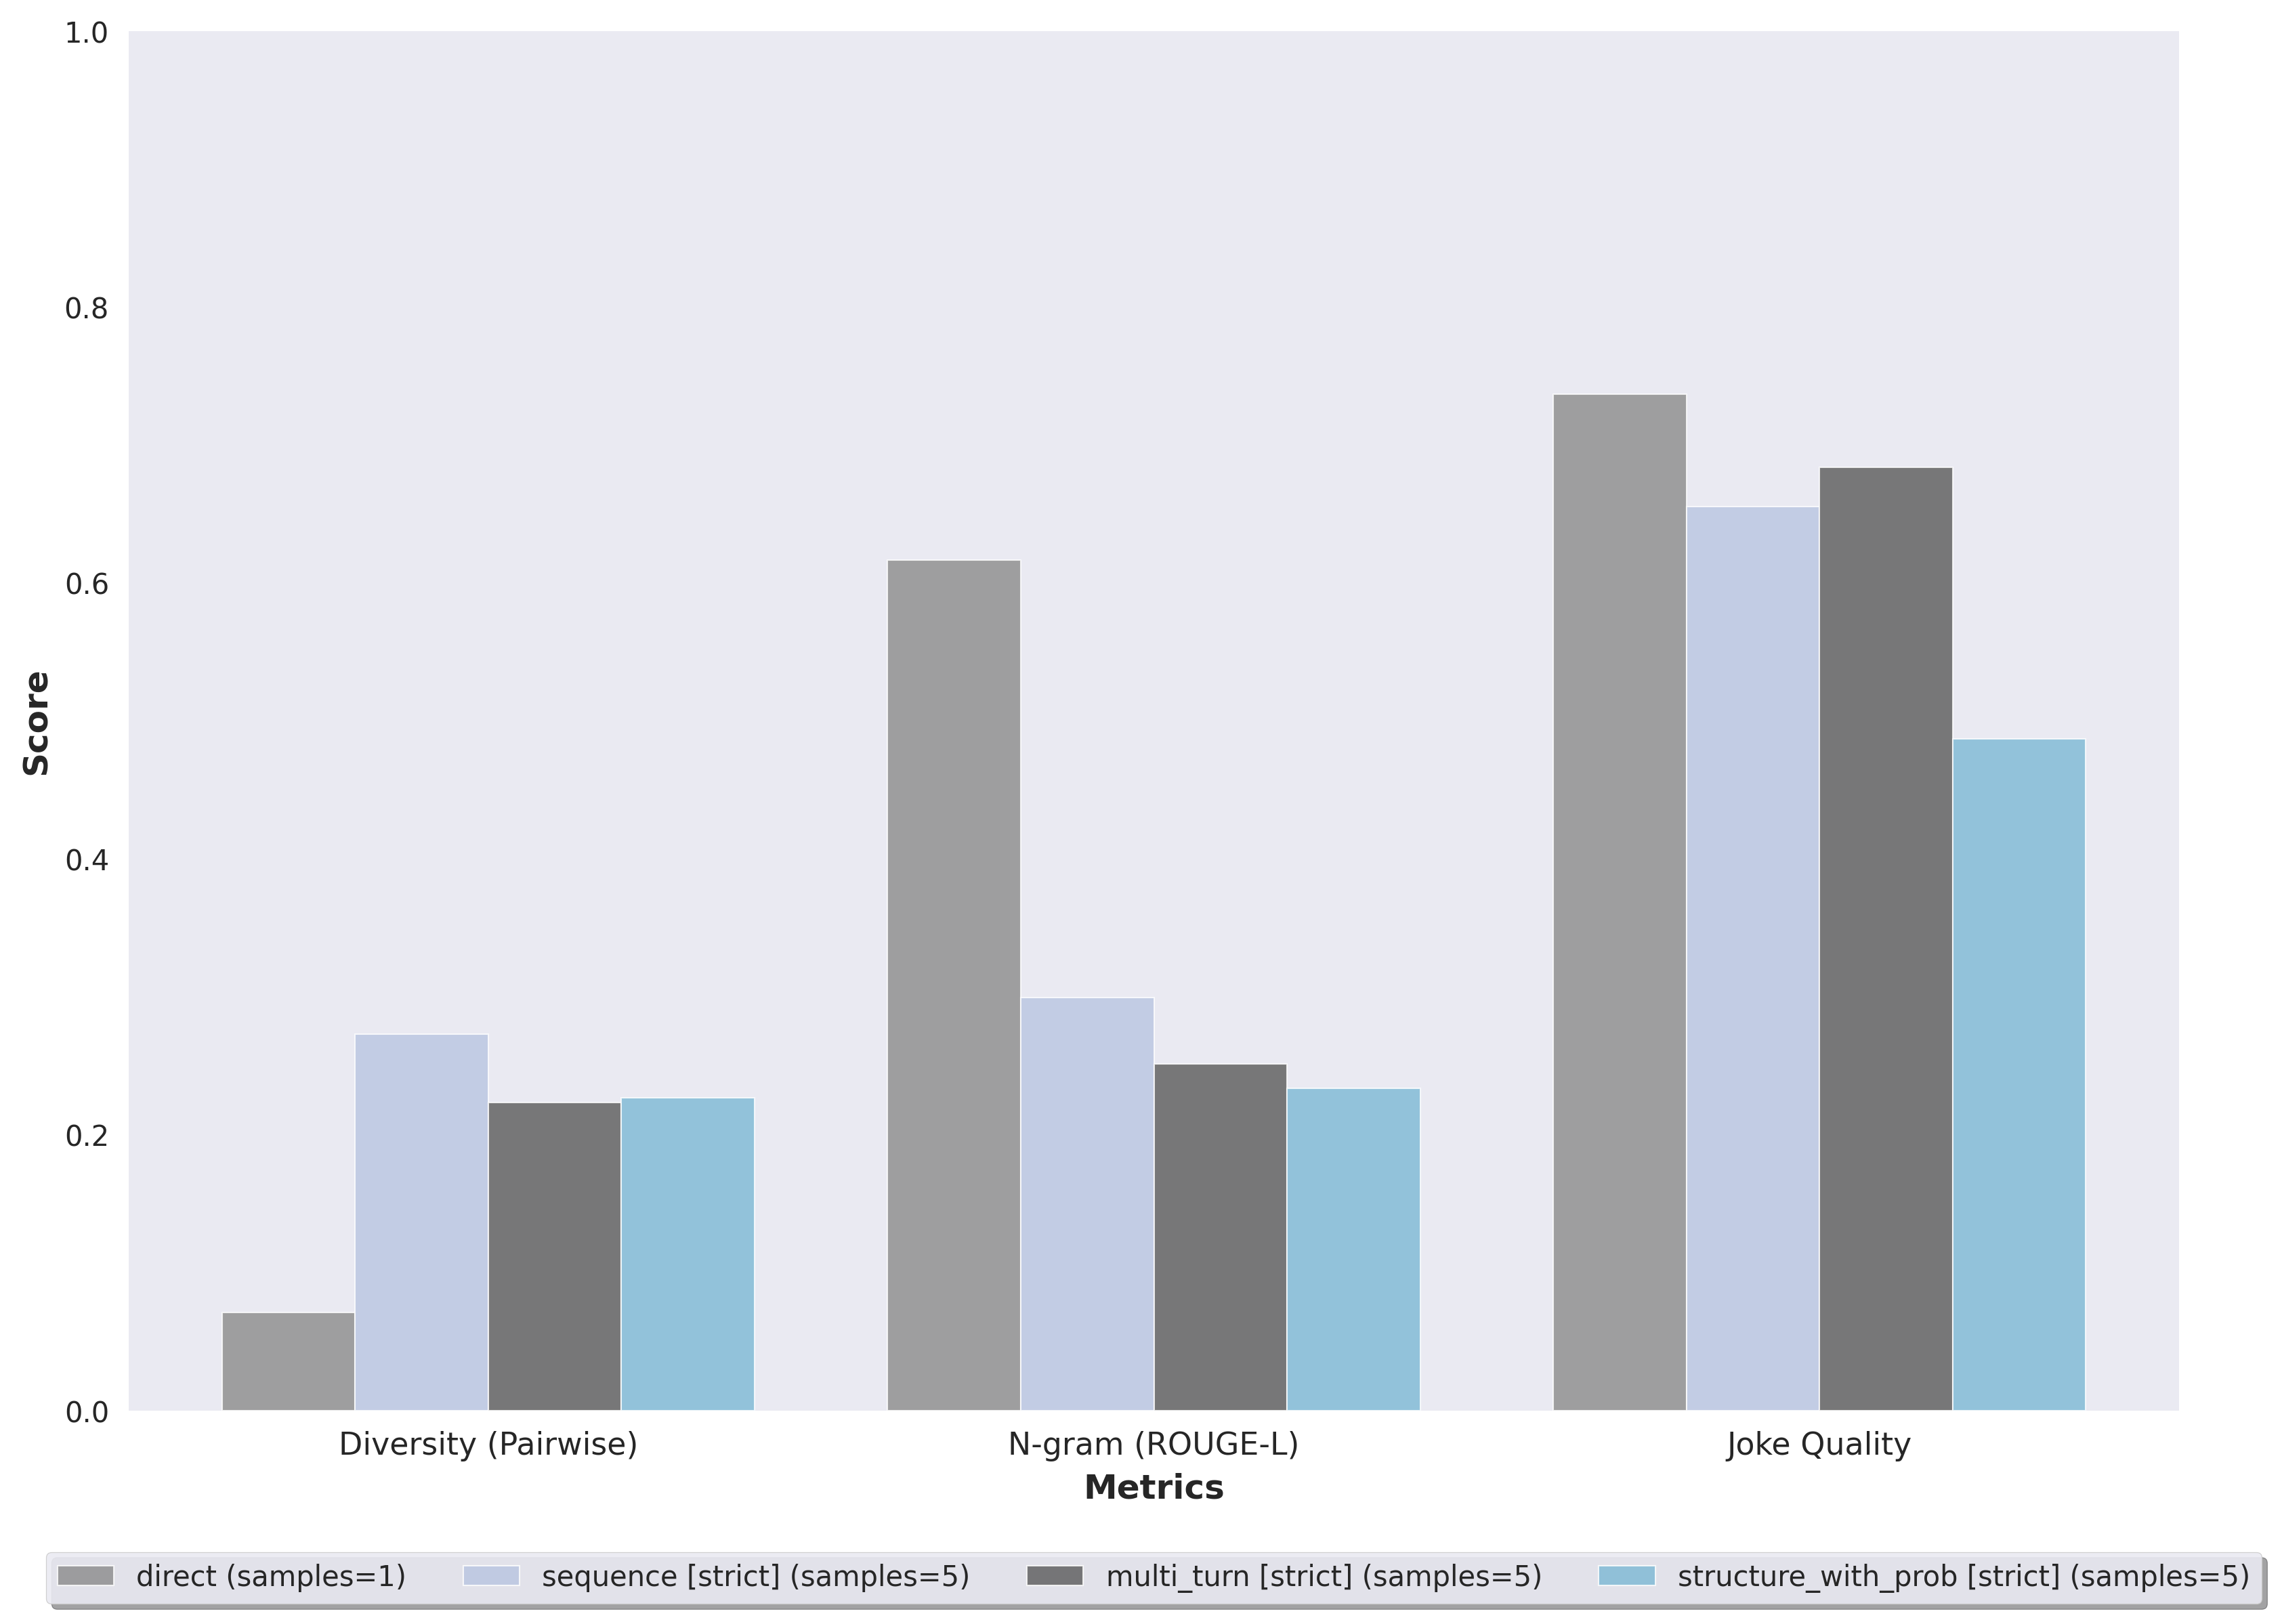 1.0
0.8
0.6
0.4
0.2
0.0
Score
Diversity (Pairwise)
N-gram (ROUGE-L)
Joke Quality
Metrics
direct (samples=1)
sequence [strict] (samples=5)
multi_turn [strict] (samples=5)
structure_with_prob [strict] (samples=5)